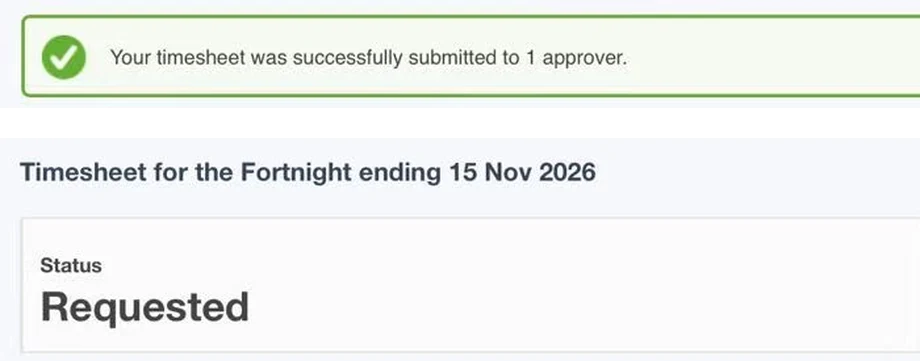 Your timesheet was successfully submitted to 1 approver.
Timesheet for the Fortnight ending 15 Nov 2026
Status
Requested